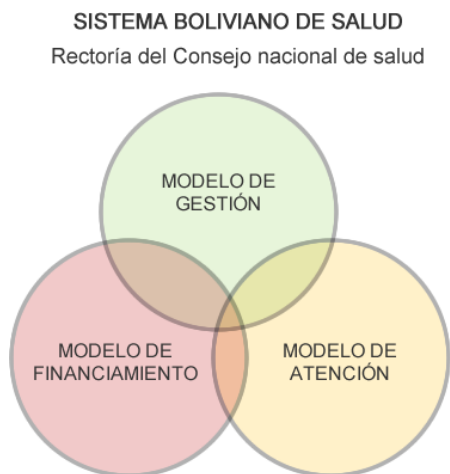 SISTEMA BOLIVIANO DE SALUD
Rectoría del Consejo nacional de salud
MODELO DE
GESTIÓN
MODELO DE
FINANCIAMIENTO
MODELO DE
ATENCIÓN